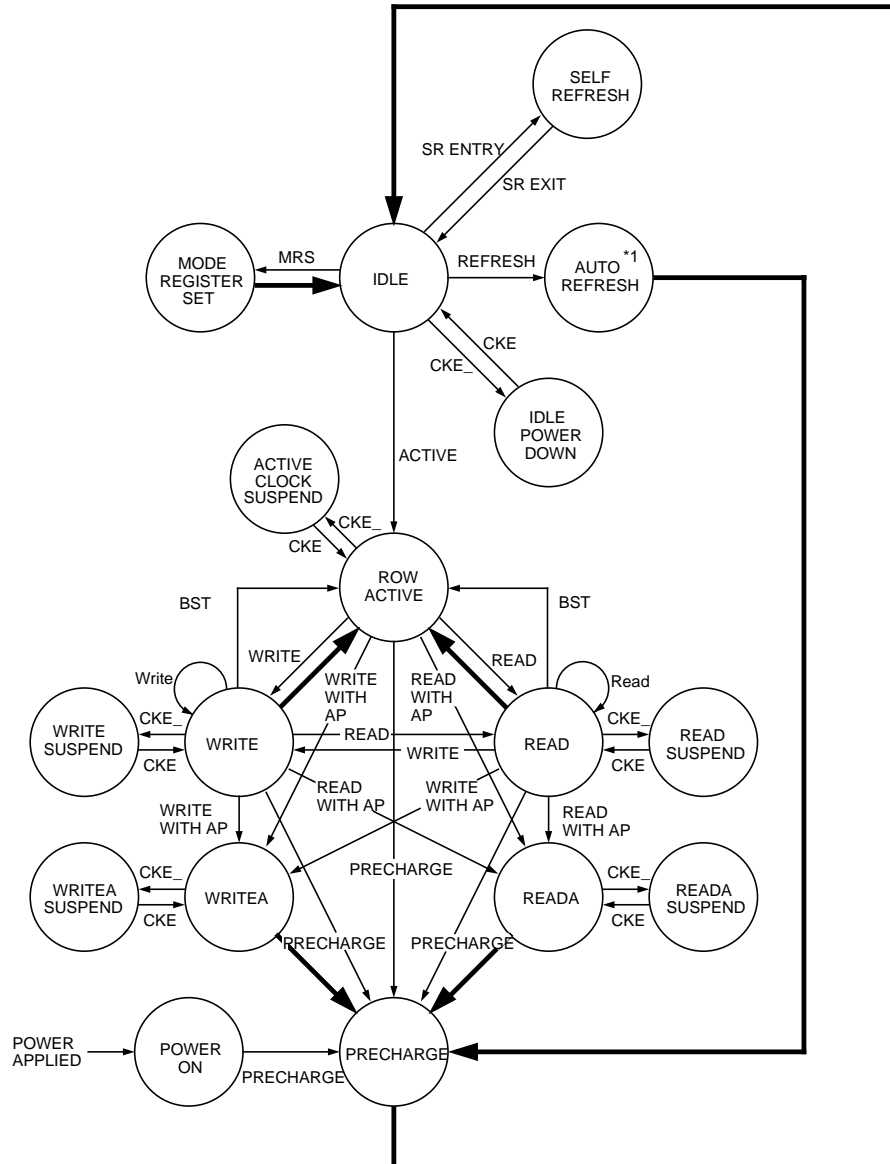 SELF
REFRESH
SR ENTRY
SR EXIT
MODE
REGISTER
SET
MRS
IDLE
REFRESH
AUTO *1
REFRESH
CKE
CKE_
IDLE
POWER
DOWN
ACTIVE
ACTIVE
CLOCK
SUSPEND
CKE_
CKE
ROW
ACTIVE
BST
BST
WRITE
READ
Write
WRITE
WITH
AP
READ
WITH
AP
Read
WRITE
SUSPEND
CKE_
CKE
WRITE
READ
WRITE
READ
CKE_
CKE
READ
SUSPEND
WRITE
WITH AP
READ
WITH AP
WRITE
WITH AP
READ
WITH AP
WRITEA
SUSPEND
CKE_
CKE
WRITEA
PRECHARGE
READA
CKE_
CKE
READA
SUSPEND
PRECHARGE
PRECHARGE
POWER
APPLIED
POWER
ON
PRECHARGE
PRECHARGE